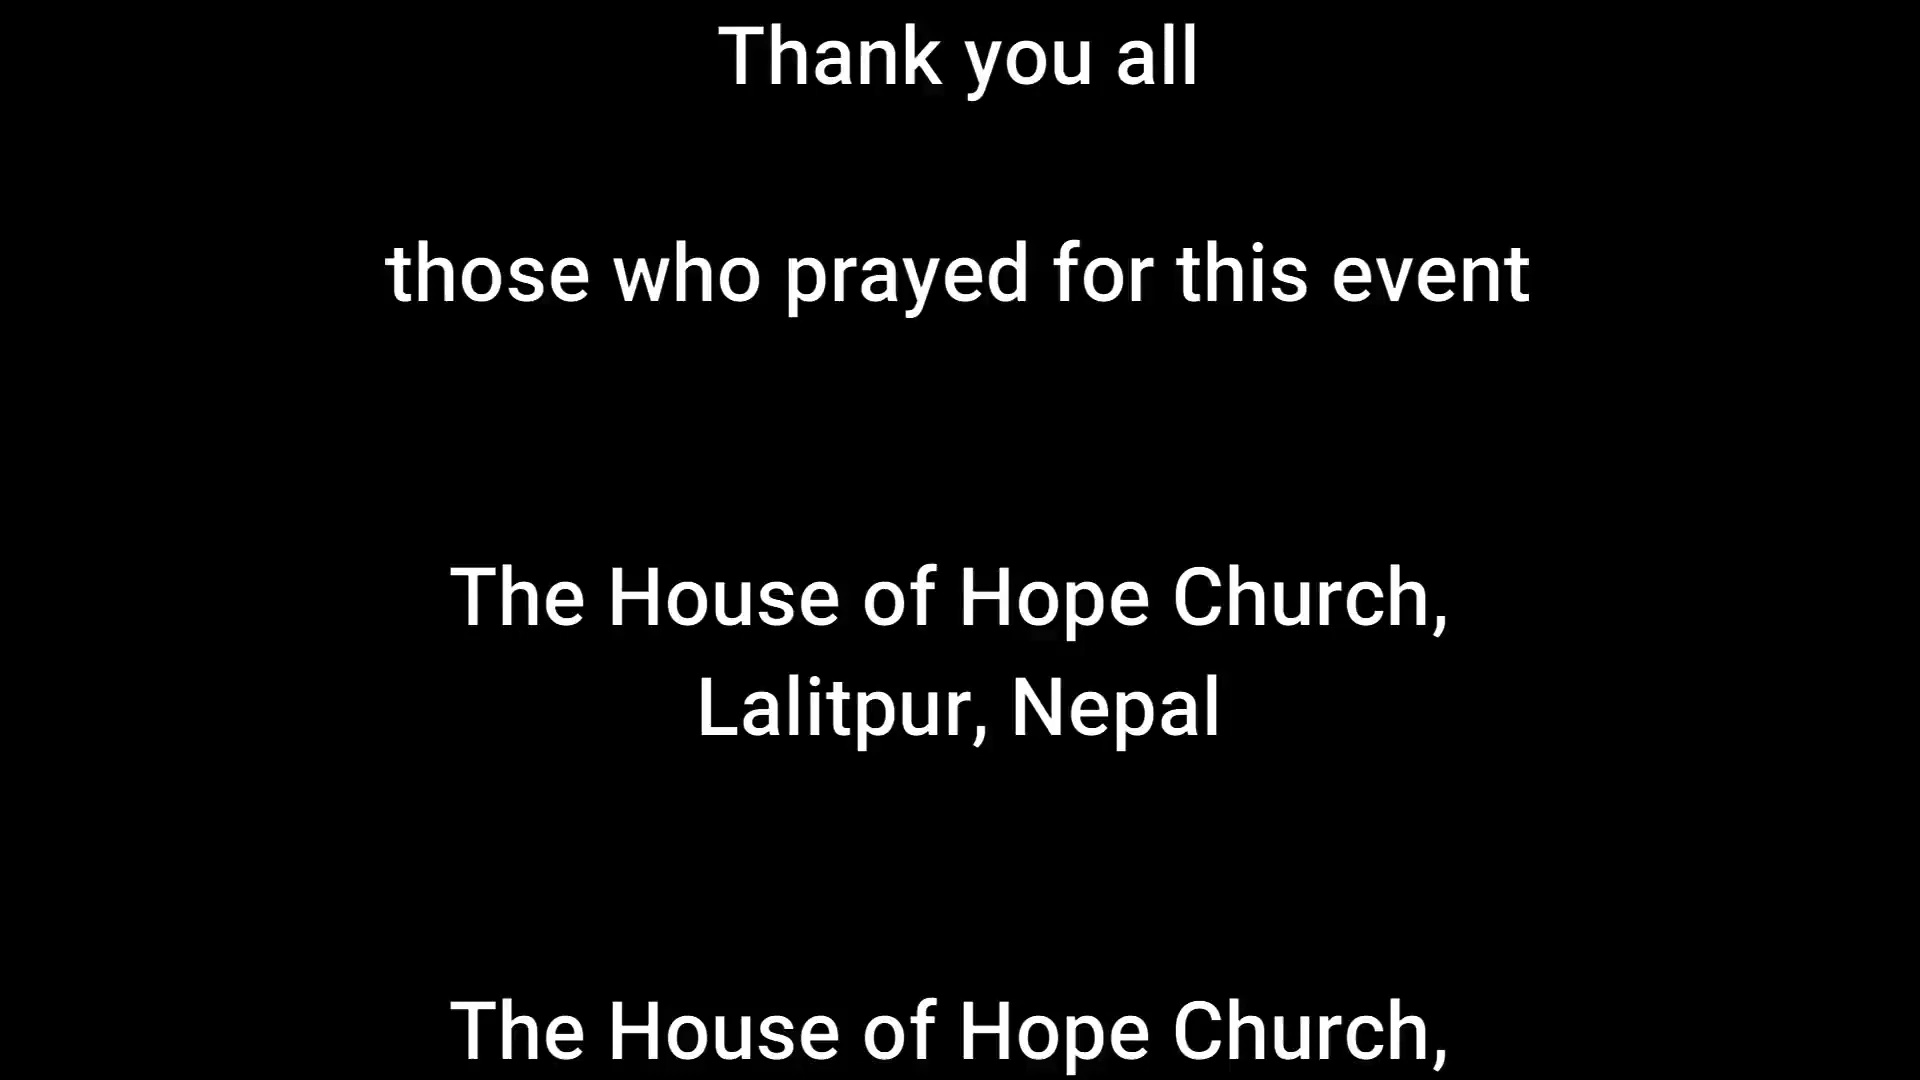 Thank you all
those who prayed for this event
The House of Hope Church,
Lalitpur, Nepal
The House of Hope Church,